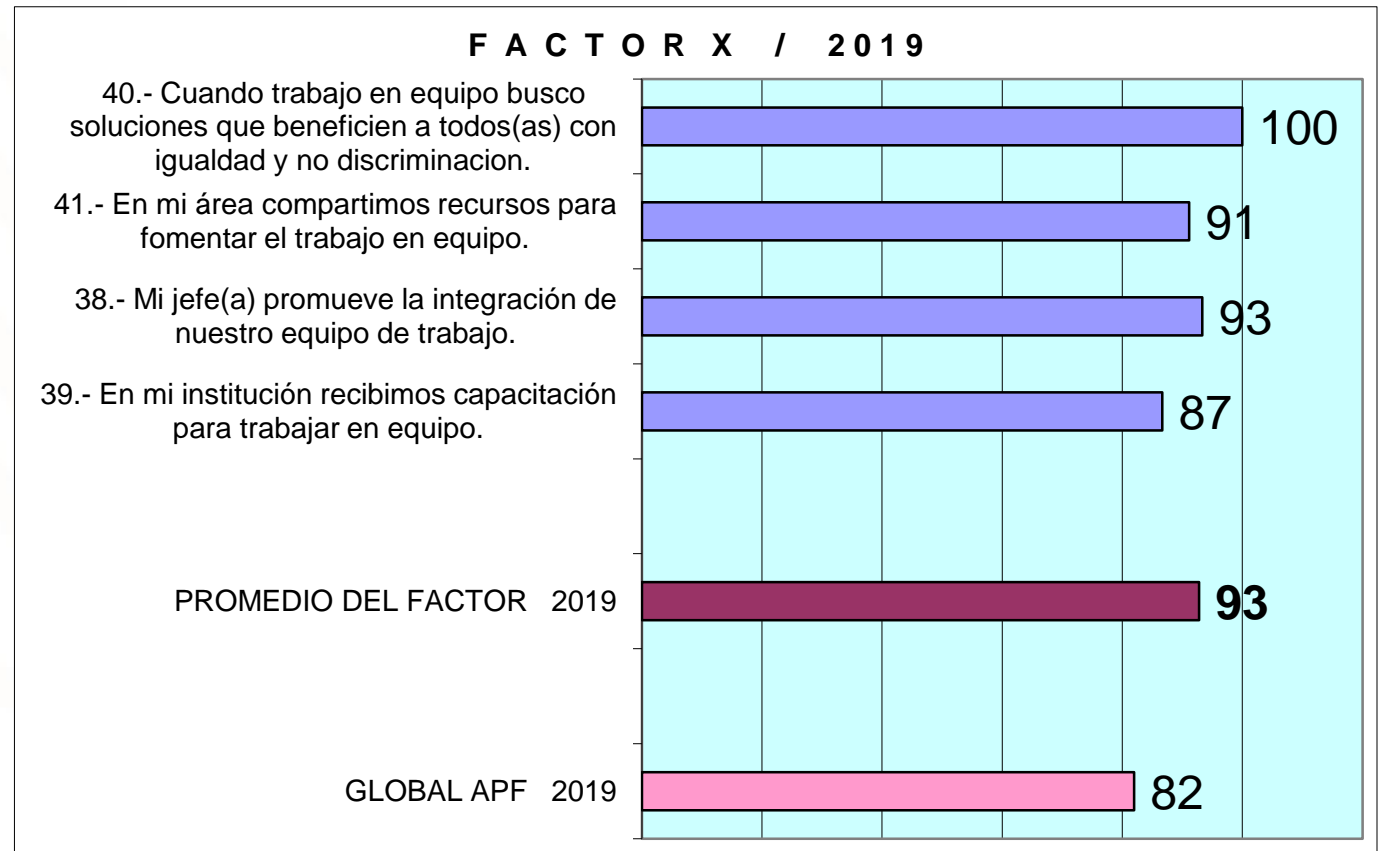 F A C T O R X / 2019
40.- Cuando trabajo en equipo busco
soluciones que beneficien a todos(as) con
igualdad y no discriminacion.
100
41.- En mi área compartimos recursos para
fomentar el trabajo en equipo.
91
38.- Mi jefe(a) promueve la integración de
nuestro equipo de trabajo.
93
39.- En mi institución recibimos capacitación
para trabajar en equipo.
87
PROMEDIO DEL FACTOR 2019
93
GLOBAL APF 2019
82